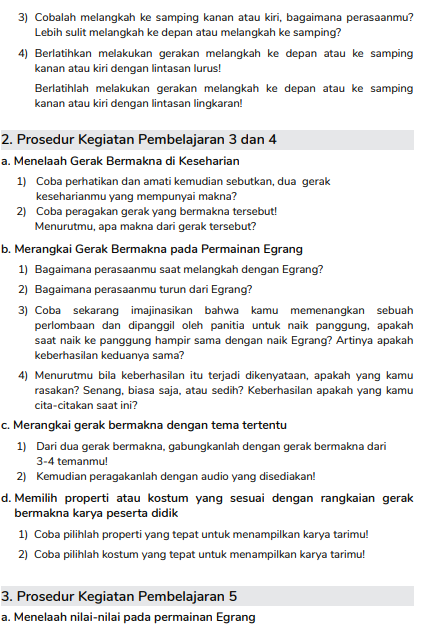 3) Cobalah melangkah ke samping kanan atau kiri, bagaimana perasaanmu?
Lebih sulit melangkah ke depan atau melangkah ke samping?
4) Berlatihkan melakukan gerakan melangkah ke depan atau ke samping
kanan atau kiri dengan lintasan lurus!
Berlatihlah melakukan gerakan melangkah ke depan atau ke samping
kanan atau kiri dengan lintasan lingkaran!
2. Prosedur Kegiatan Pembelajaran 3 dan 4
a. Menelaah Gerak Bermakna di Keseharian
1) Coba perhatikan dan amati kemudian sebutkan, dua gerak
keseharianmu yang mempunyai makna?
2) Coba peragakan gerak yang bermakna tersebut!
Menurutmu, apa makna dari gerak tersebut?
b. Merangkai Gerak Bermakna pada Permainan Egrang
1) Bagaimana perasaanmu saat melangkah dengan Egrang?
2) Bagaimana perasaanmu turun dari Egrang?
3) Coba sekarang imajinasikan bahwa kamu memenangkan sebuah
perlombaan dan dipanggil oleh panitia untuk naik panggung, apakah
saat naik ke panggung hampir sama dengan naik Egrang? Artinya apakah
keberhasilan keduanya sama?
4) Menurutmu bila keberhasilan itu terjadi dikenyataan, apakah yang kamu
rasakan? Senang, biasa saja, atau sedih? Keberhasilan apakah yang kamu
cita-citakan saat ini?
c. Merangkai gerak bermakna dengan tema tertentu
1) Dari dua gerak bermakna, gabungkanlah dengan gerak bermakna dari
3-4 temanmu!
2) Kemudian peragakanlah dengan audio yang disediakan!
d. Memilih properti atau kostum yang sesuai dengan rangkaian gerak
bermakna karya peserta didik
1) Coba pilihlah properti yang tepat untuk menampilkan karya tarimu!
2) Coba pilihlah kostum yang tepat untuk menampilkan karya tarimu!
3. Prosedur Kegiatan Pembelajaran 5
a. Menelaah nilai-nilai pada permainan Egrang